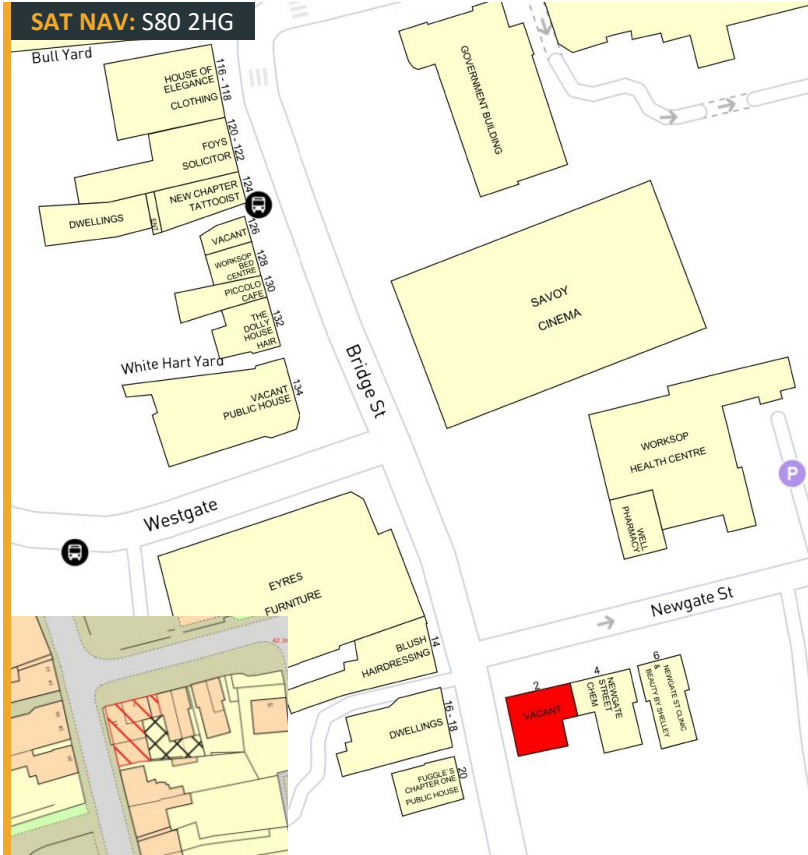 SAT NAV: S80 2HG
Bull Yard
HOUSE OF
ELEGANCE
CLOTHING
116 - 118
FOYS
SOLICITOR
120 - 122
NEW CHAPTER
TATTOOIST
124
ENT
DWELLINGS
VACANT
126
WORKSOP
BED
CENTRE
128
PICCOLO
CAFE
130
THE
DOLLY
HOUSE
HAIR
132
White Hart Yard
VACANT
PUBLIC HOUSE
134
Bridge St
GOVERNMENT BUILDING
SAVOY
CINEMA
WORKSOP
HEALTH CENTRE
WELL
PHARMACY
P
Westgate
EYRES
FURNITURE
BLUSH
HAIRDRESSING
14
Newgate St
2
VACANT
4
NEWGATE
STREET
CHEM
6
NEWGATE ST CLINIC
&
BEAUTY BY SHELLEY
DWELLINGS
16 - 18
FUGGLE'S
CHAPTER ONE
PUBLIC HOUSE
20